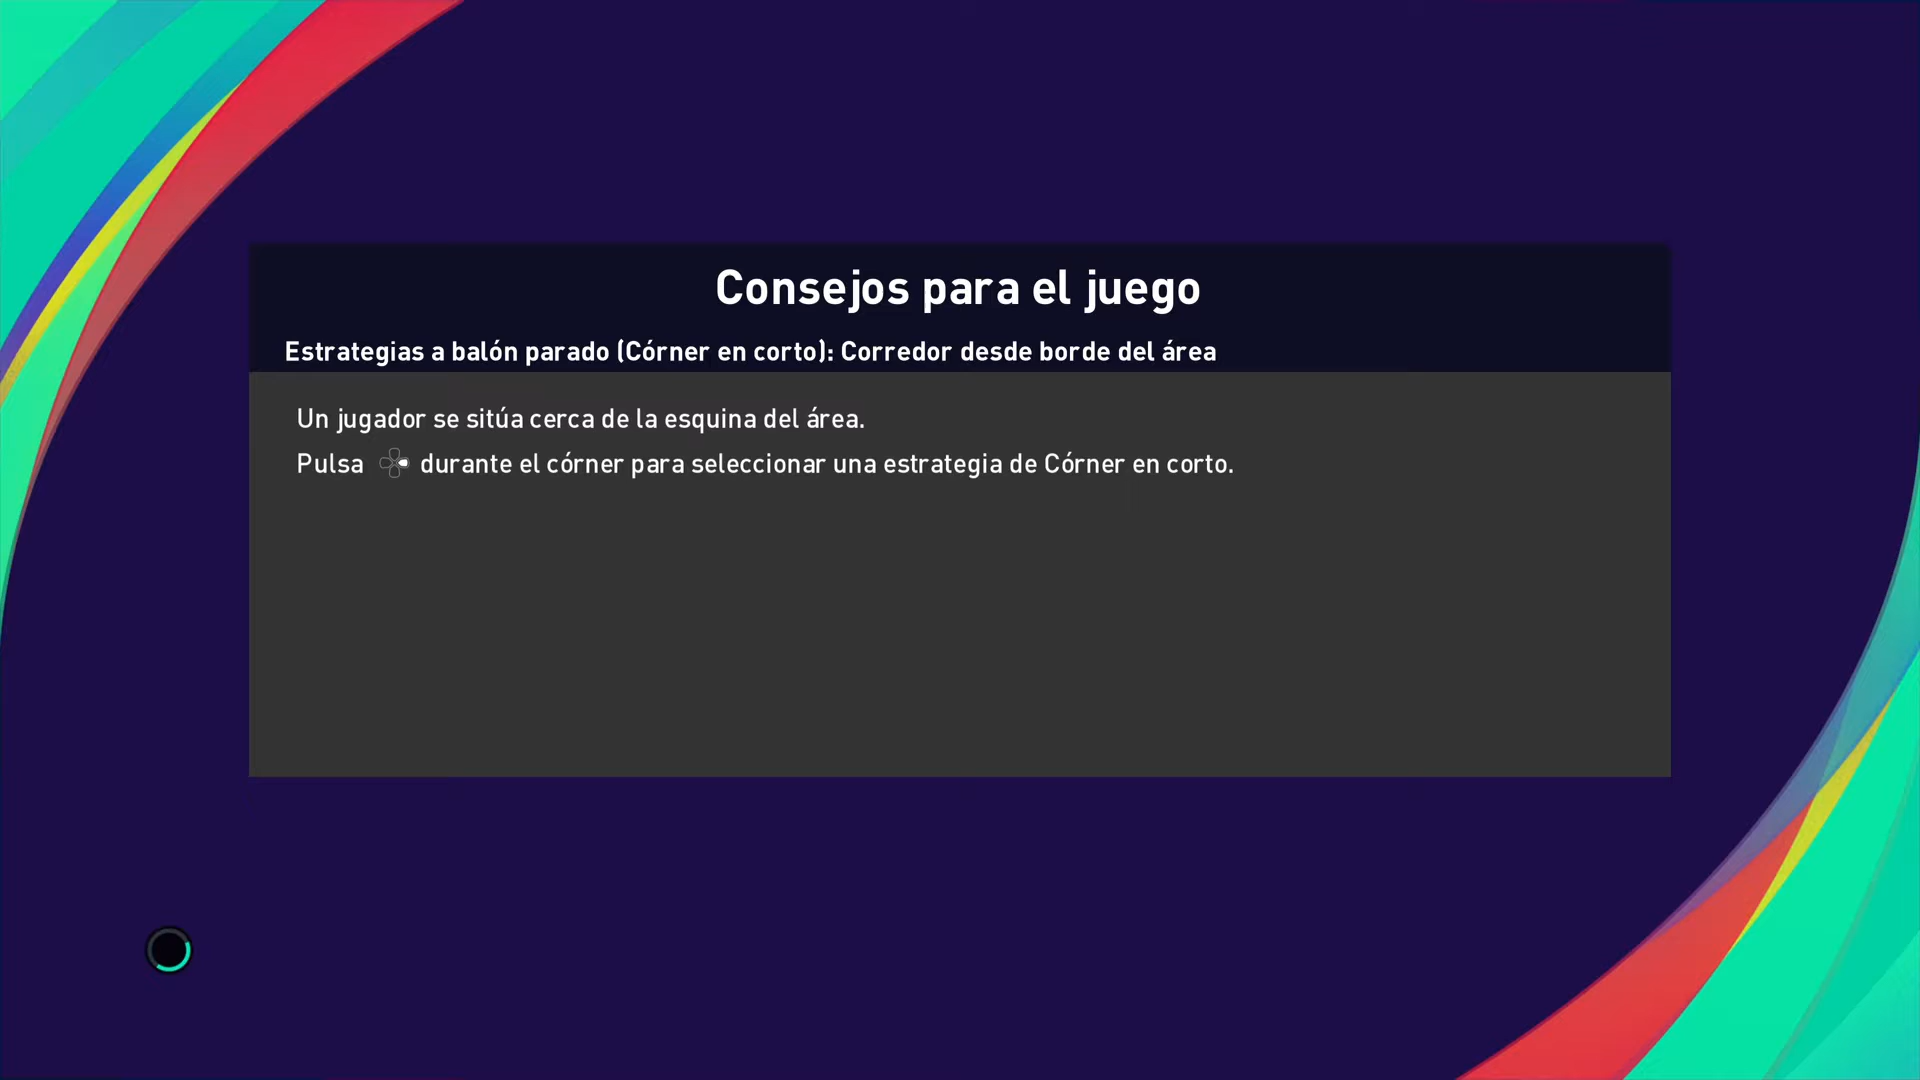 Consejos para el juego
Estrategias a balón parado (Córner en corto): Corredor desde borde del área
Un jugador se sitúa cerca de la esquina del área.
Pulsa durante el córner para seleccionar una estrategia de Córner en corto.